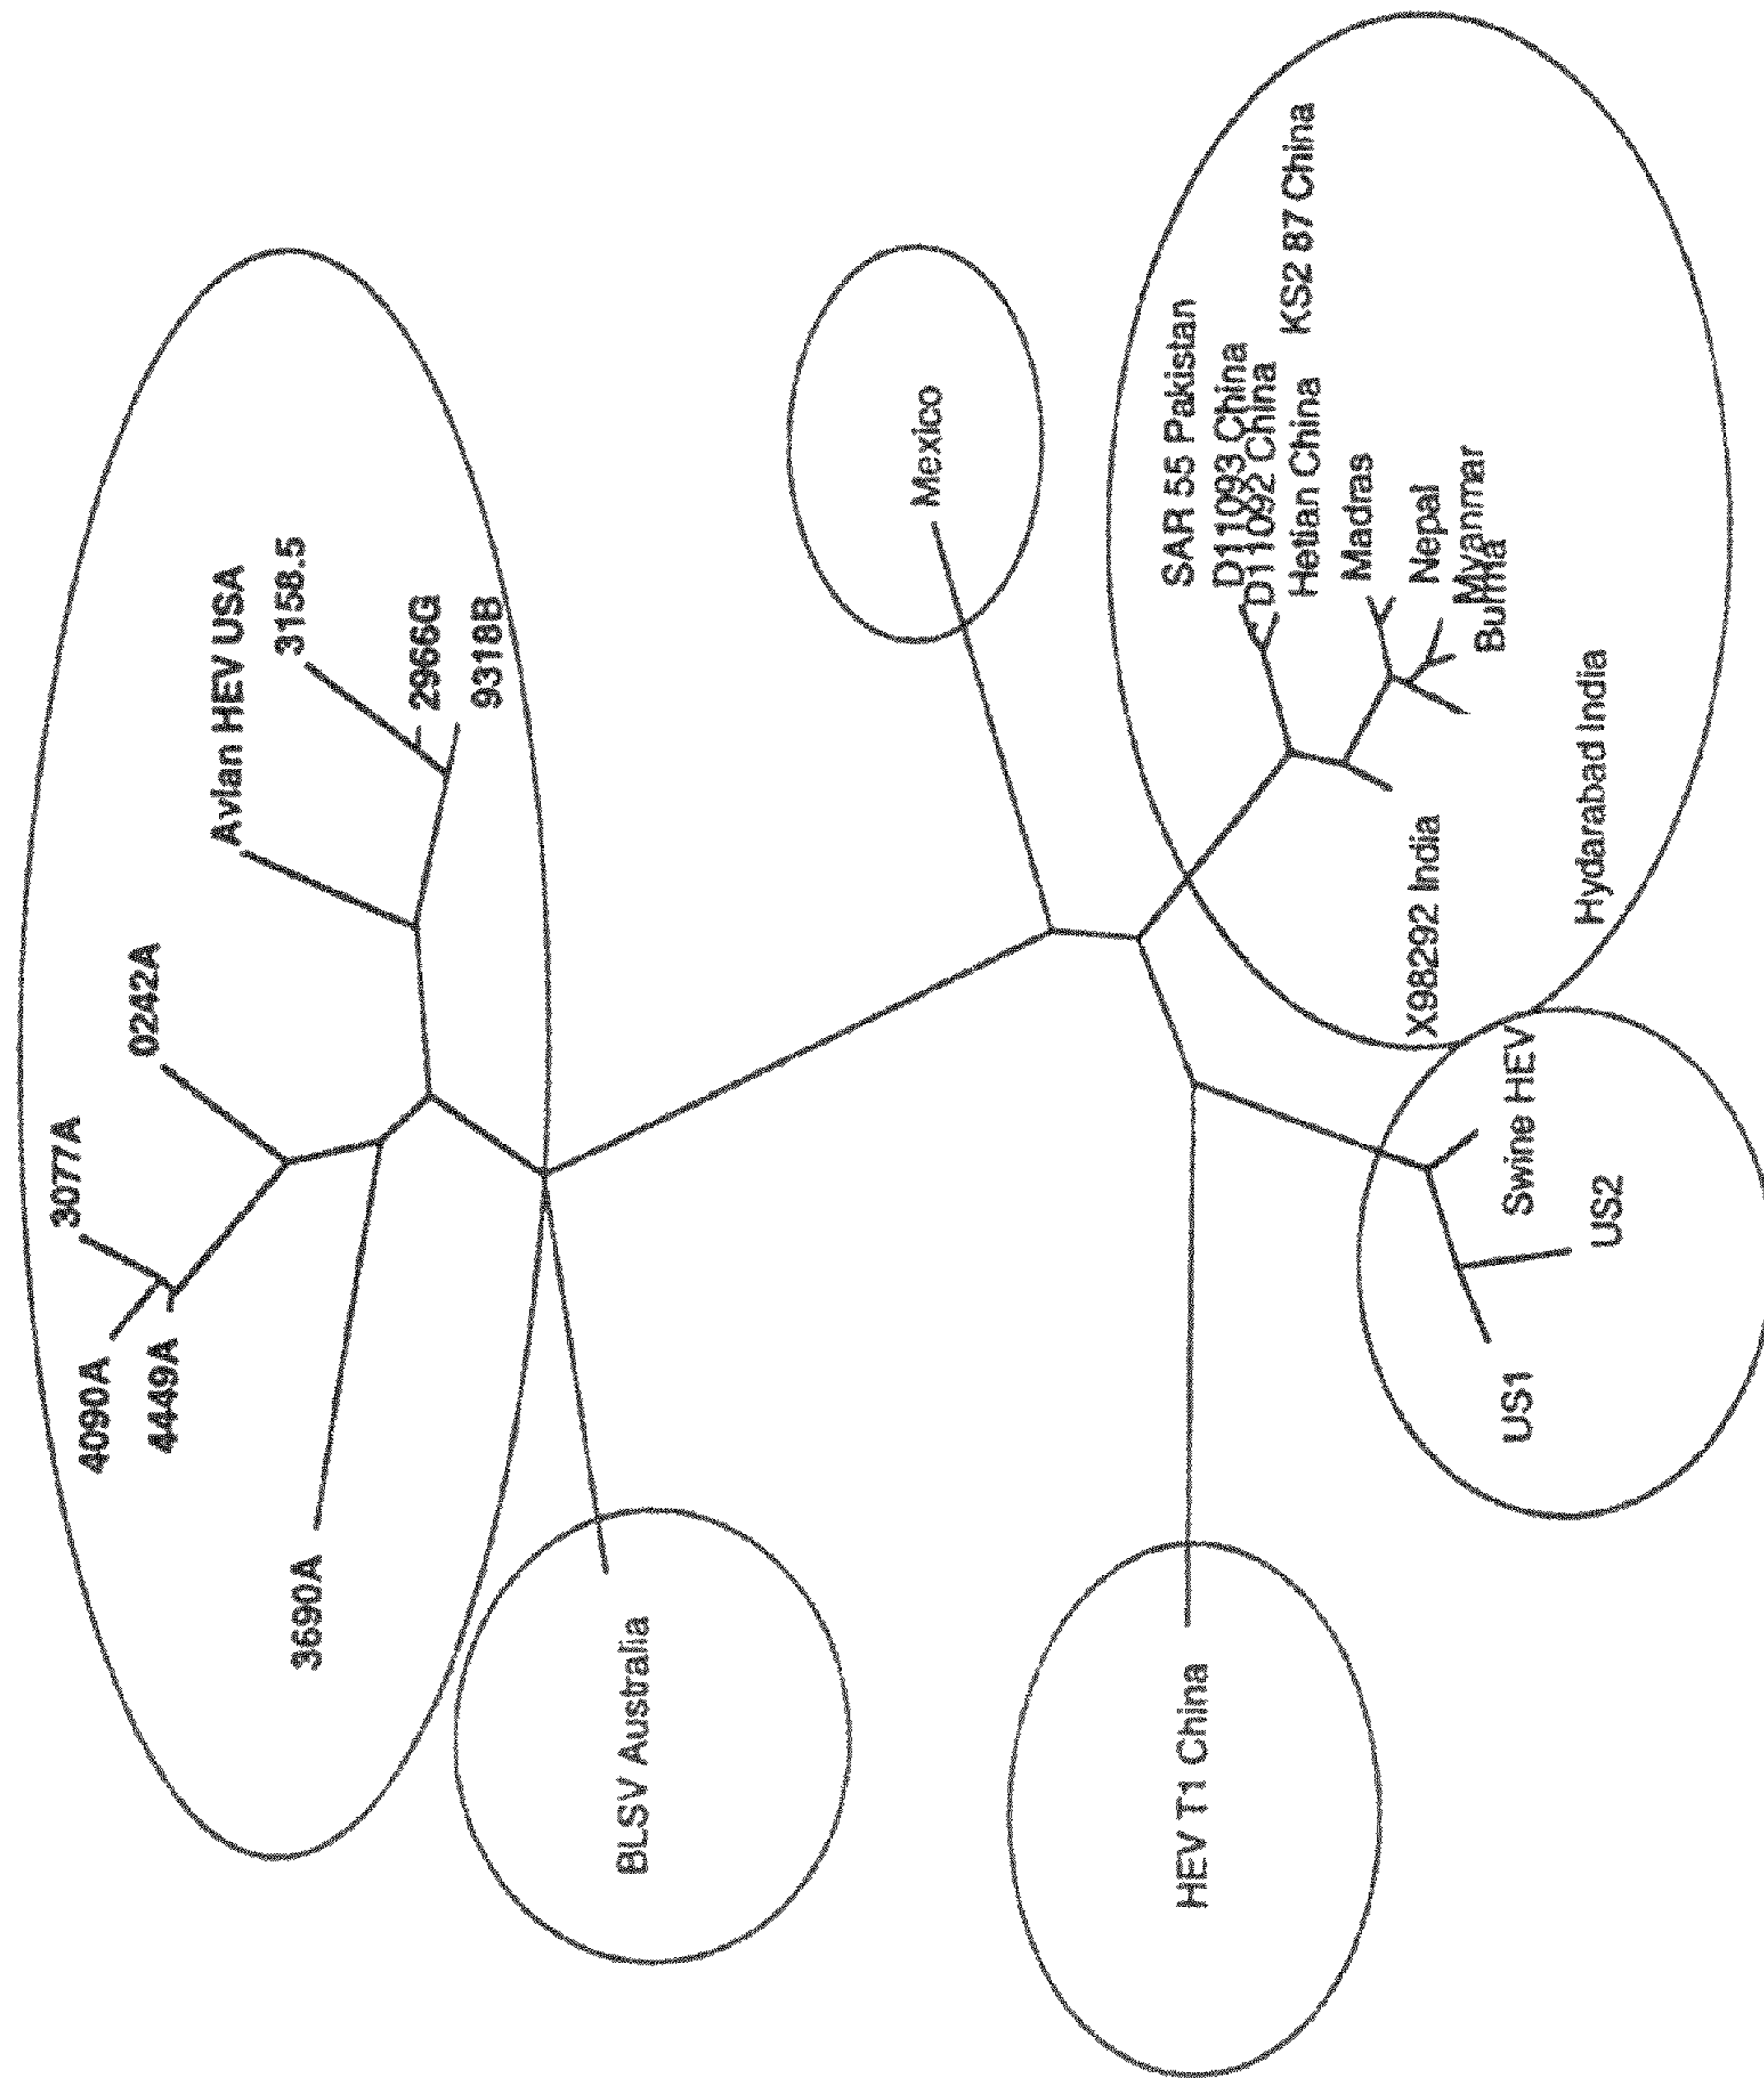 3077A
4090A
4449A
0242A
3690A
Avian HEV USA
3158.5
2966G
9318B
BLSV Australia
Mexico
HEV T1 China
SAR 55 Pakistan
D11093 China
D11092 China
KS2 87 China
Hetian China
Madras
Nepal
Myanmar
Burma
X98292 India
Hydarabad India
Swine HEV
US2
US1